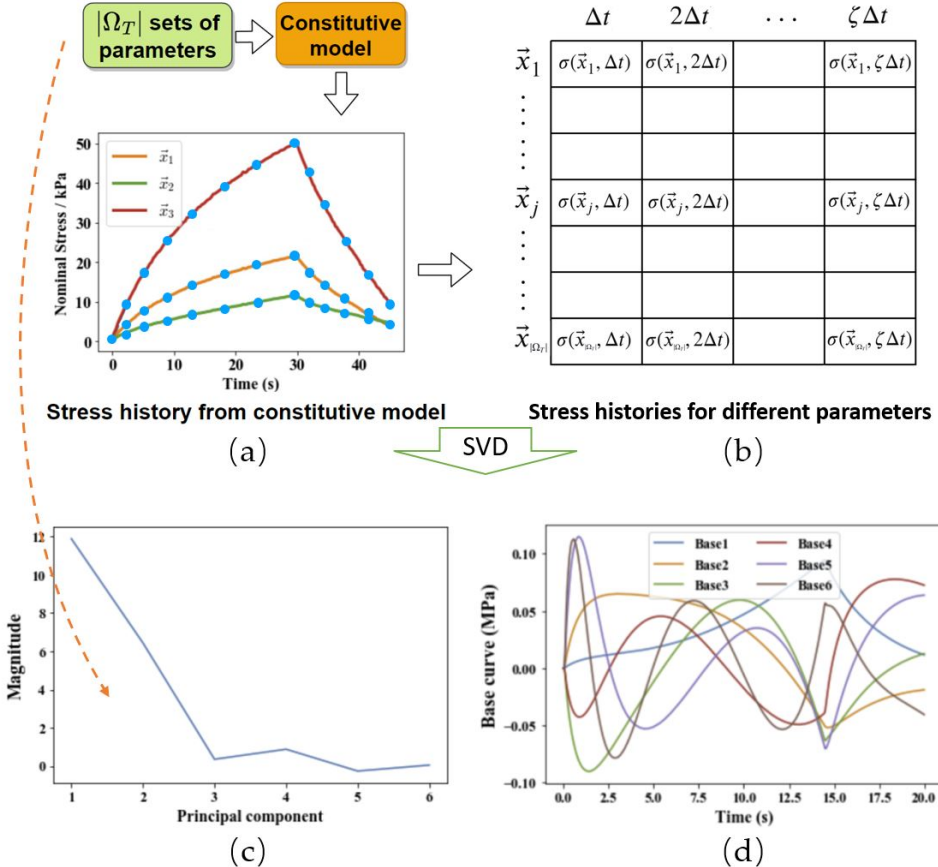 |Ω_T| sets of
parameters
Constitutive
model
50
40
30
20
10
0
0 10 20 30 40
Nominal Stress / kPa
Time (s)
x⃗_1
x⃗_2
x⃗_3
Stress history from constitutive model
(a)
Δt 2Δt ... ζΔt
x⃗_1 σ(x⃗_1, Δt) σ(x⃗_1, 2Δt) σ(x⃗_1, ζΔt)
x⃗_j σ(x⃗_j, Δt) σ(x⃗_j, 2Δt) σ(x⃗_j, ζΔt)
x⃗_|Ω_T| σ(x⃗_|Ω_T|, Δt) σ(x⃗_|Ω_T|, 2Δt) σ(x⃗_|Ω_T|, ζΔt)
Stress histories for different parameters
(b)
SVD
12
10
8
6
4
2
0
1 2 3 4 5 6
Magnitude
Principal component
(c)
Base1 Base4
Base2 Base5
Base3 Base6
0.10
0.05
0.00
−0.05
−0.10
0.0 2.5 5.0 7.5 10.0 12.5 15.0 17.5 20.0
Base curve (MPa)
Time (s)
(d)